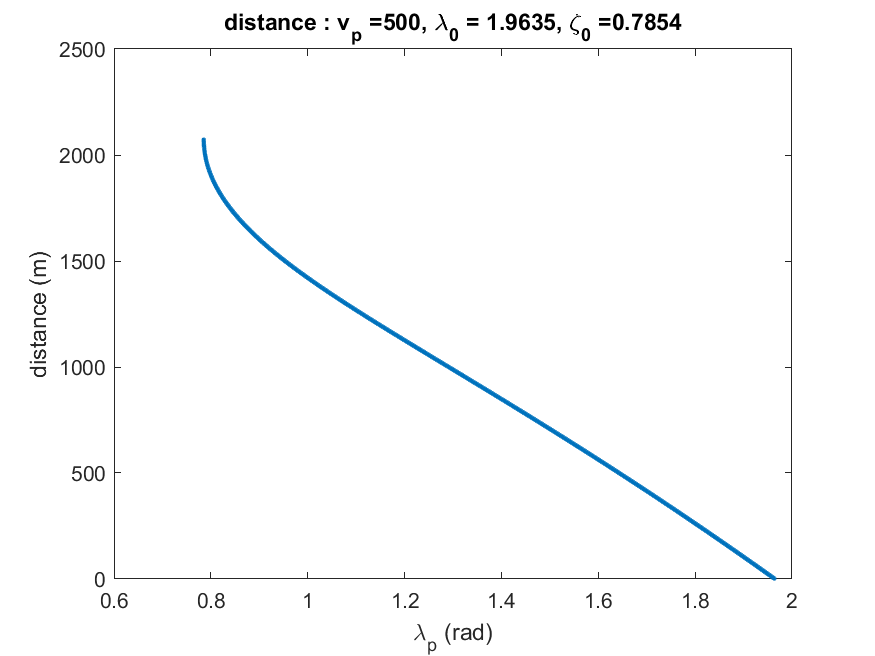 distance : v_p =500, λ_0 = 1.9635, ζ_0 =0.7854
2500
2000
1500
1000
500
0
distance (m)
0.6 0.8 1 1.2 1.4 1.6 1.8 2
λ_p (rad)